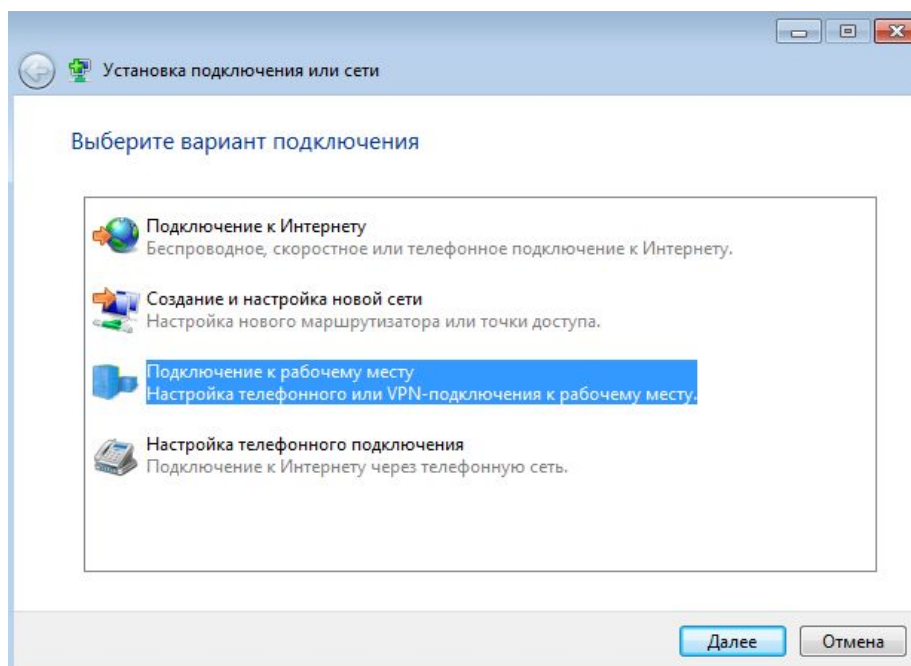 Установка подключения или сети
Выберите вариант подключения
Подключение к Интернету
Беспроводное, скоростное или телефонное подключение к Интернету.
Создание и настройка новой сети
Настройка нового маршрутизатора или точки доступа.
Подключение к рабочему месту
Настройка телефонного или VPN-подключения к рабочему месту.
Настройка телефонного подключения
Подключение к Интернету через телефонную сеть.
Далее
Отмена